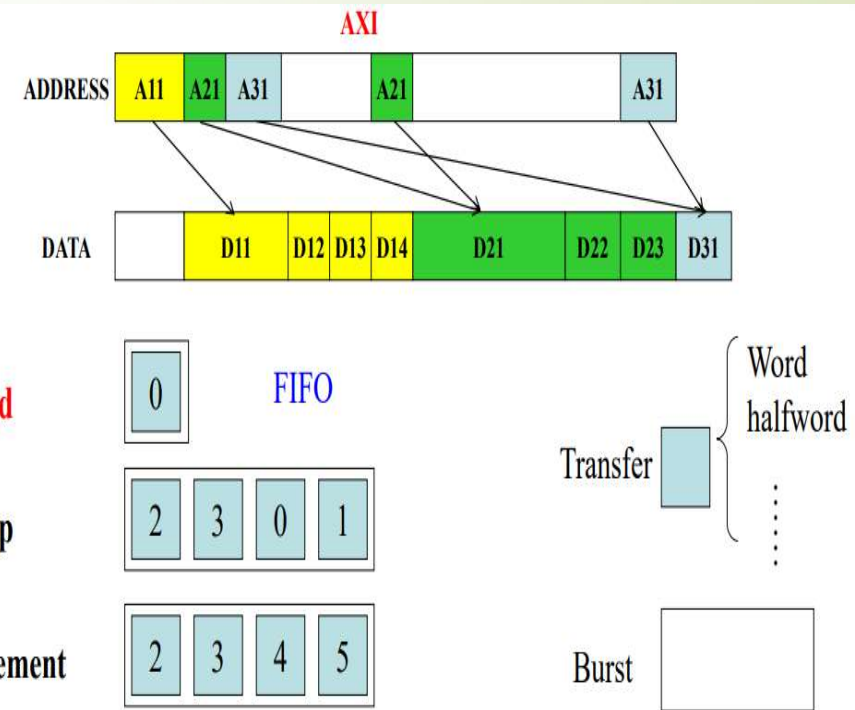 AXI
ADDRESS A11 A21 A31 A21 A31
DATA D11 D12 D13 D14 D21 D22 D23 D31
d 0 FIFO
p 2 3 0 1
ement 2 3 4 5
Transfer
Word
halfword
Burst